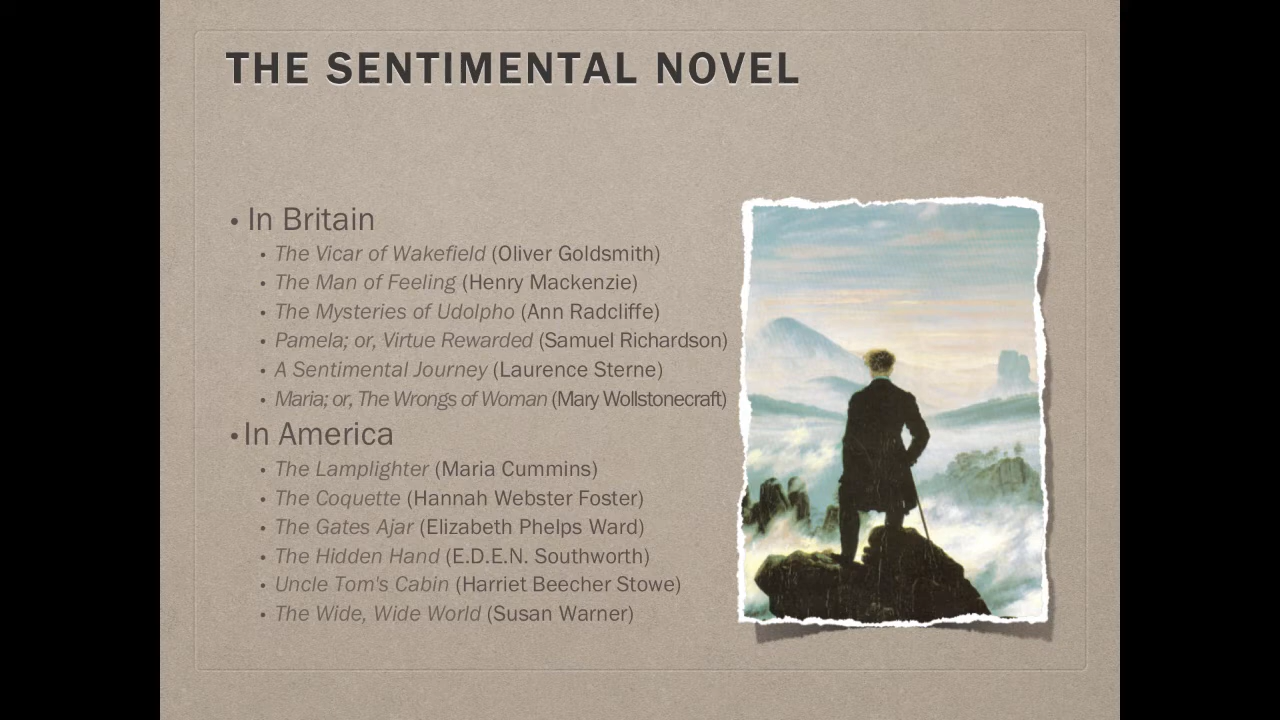 THE SENTIMENTAL NOVEL
• In Britain
• The Vicar of Wakefield (Oliver Goldsmith)
• The Man of Feeling (Henry Mackenzie)
• The Mysteries of Udolpho (Ann Radcliffe)
• Pamela; or, Virtue Rewarded (Samuel Richardson)
• A Sentimental Journey (Laurence Sterne)
• Maria; or, The Wrongs of Woman (Mary Wollstonecraft)
• In America
• The Lamplighter (Maria Cummins)
• The Coquette (Hannah Webster Foster)
• The Gates Ajar (Elizabeth Phelps Ward)
• The Hidden Hand (E.D.E.N. Southworth)
• Uncle Tom's Cabin (Harriet Beecher Stowe)
• The Wide, Wide World (Susan Warner)